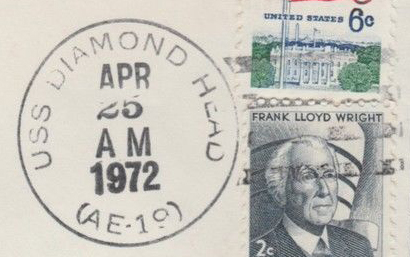 USS DIAMOND HEAD
APR
25
AM
1972
(AE-19)
UNITED STATES 6c
FRANK LLOYD WRIGHT
2c